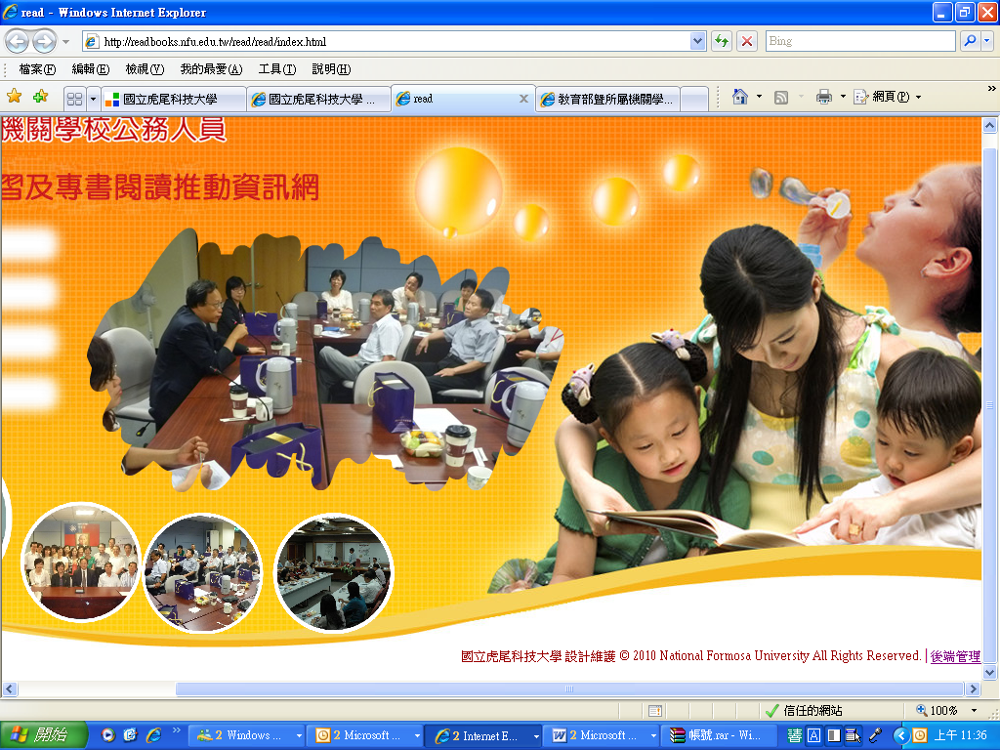 read - Windows Internet Explorer
http://readbooks.nfu.edu.tw/read/read/index.html
Bing
檔案(F) 編輯(E) 檢視(V) 我的最愛(A) 工具(T) 說明(H)
國立虎尾科技大學
國立虎尾科技大學 ...
read
教育部暨所屬機關學...
網頁(P)
機關學校公務人員
習及專書閱讀推動資訊網
國立虎尾科技大學 設計維護 © 2010 National Formosa University All Rights Reserved. | 後端管理
信任的網站
100%
開始
2 Windows ...
2 Microsoft ...
2 Internet E...
2 Microsoft ...
帳號.rar - Wi...
上午 11:36